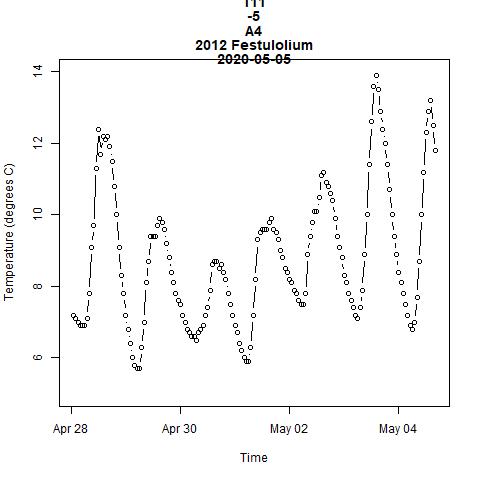 T11
-5
A4
2012 Festulolium
2020-05-05
14
12
10
8
6
Temperature (degrees C)
Apr 28
Apr 30
May 02
May 04
Time